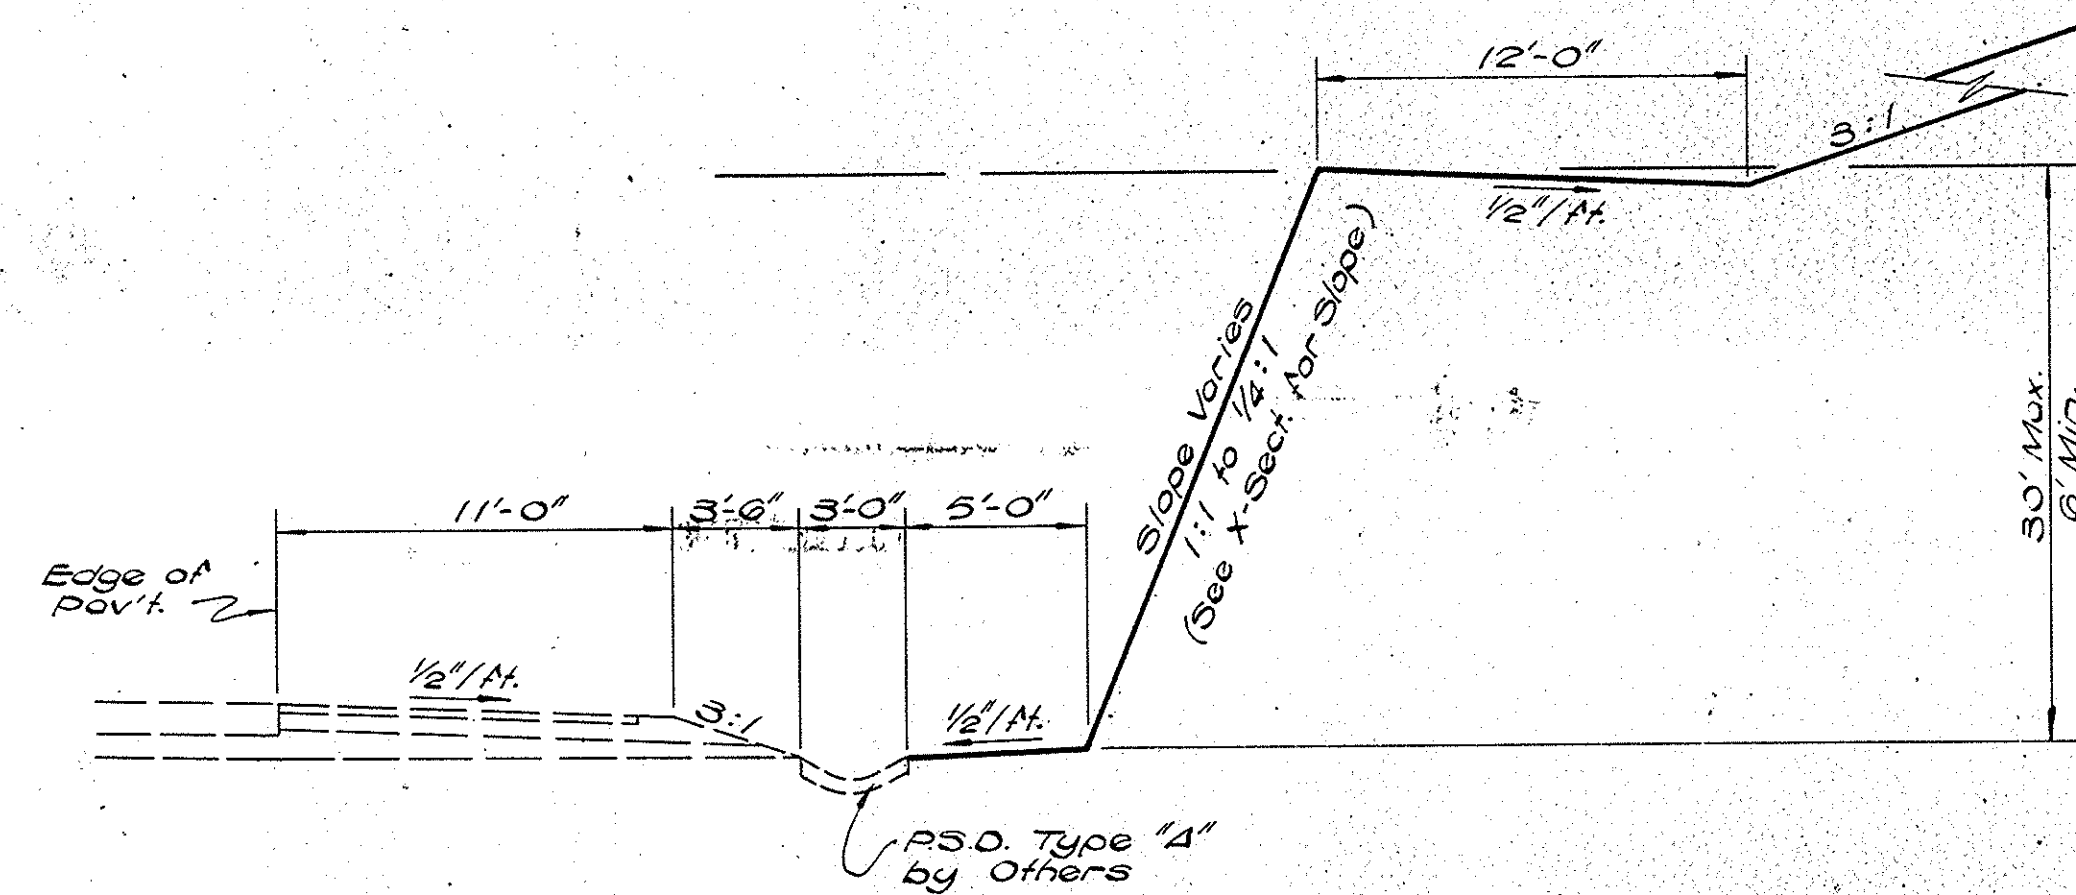 12'-0"
3:1
1/2"/ft.
Slope Varies
1:1 to 1/4:1
(See X-Sect. for Slope)
30' Max.
6' Min.
11'-0" 3'-6" 3'-0" 5'-0"
Edge of
Pav't.
1/2"/ft.
3:1
1/2"/ft.
P.S.D. Type "A"
by Others